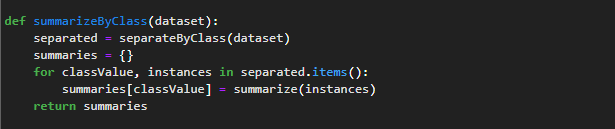 def summarizeByClass(dataset):
    separated = separateByClass(dataset)
    summaries = {}
    for classValue, instances in separated.items():
        summaries[classValue] = summarize(instances)
    return summaries